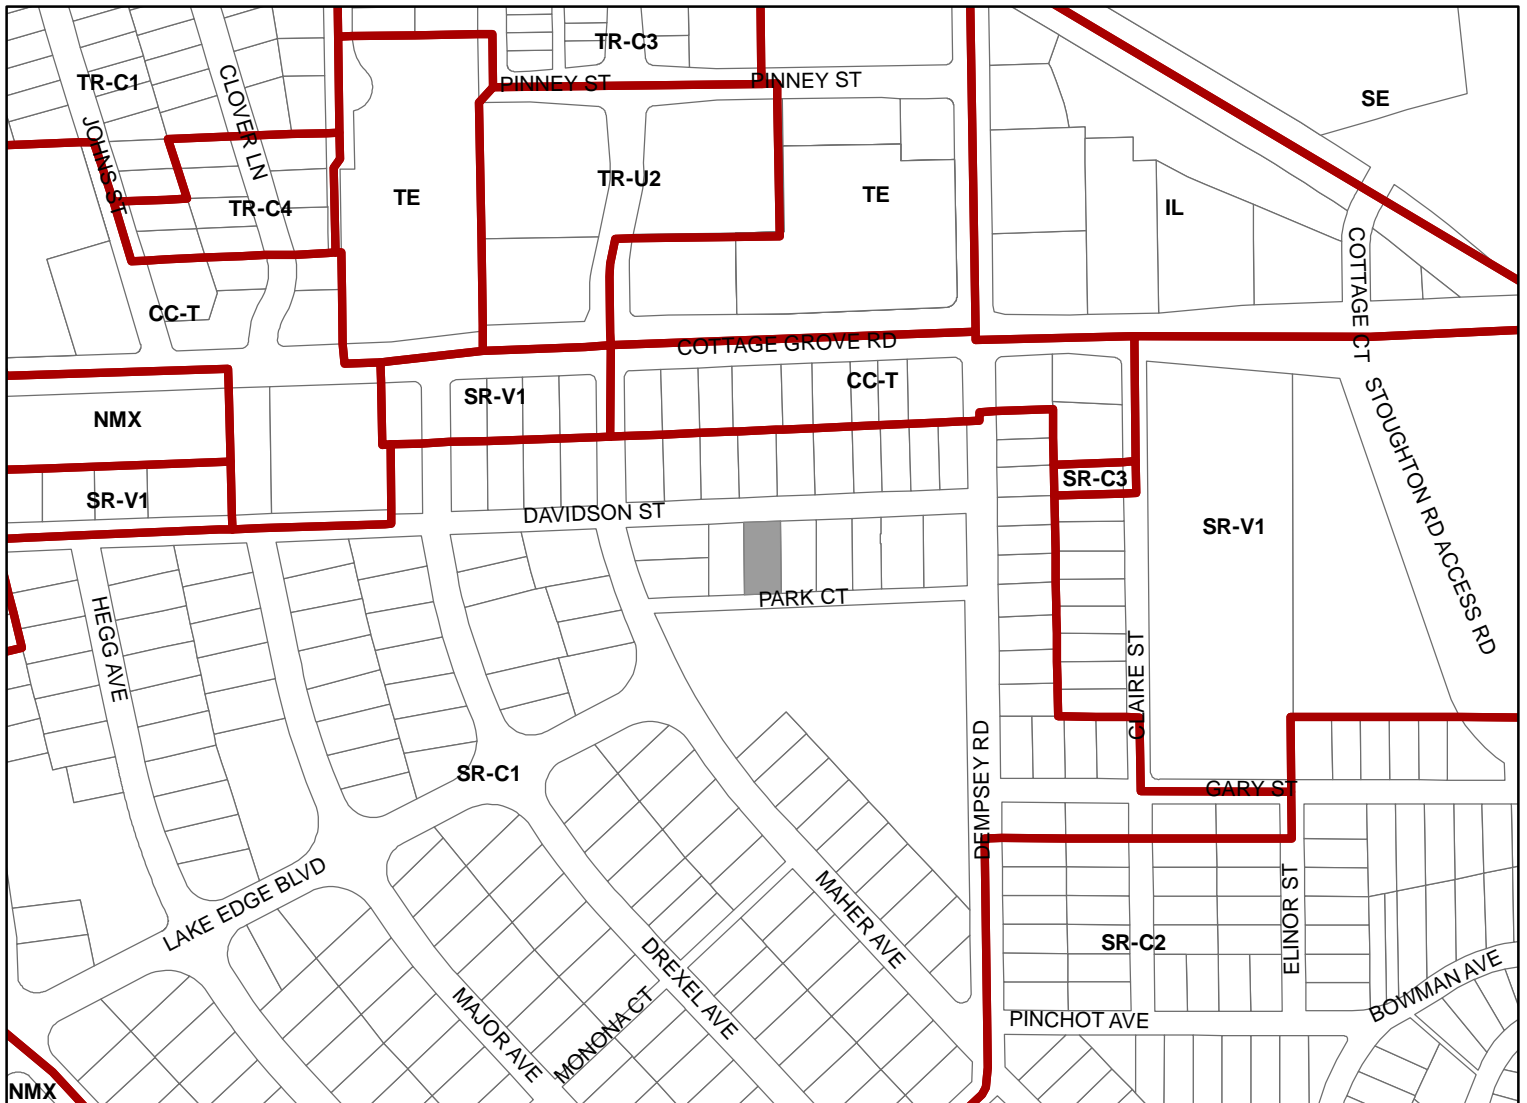 TR-C3
PINNEY ST
PINNEY ST
TR-C1
CLOVER LN
SE
JOHNS ST
TR-U2
TE
TE
IL
TR-C4
COTTAGE CT
CC-T
COTTAGE GROVE RD
CC-T
SR-V1
NMX
STOUGHTON RD ACCESS RD
SR-C3
SR-V1
DAVIDSON ST
SR-V1
PARK CT
HEGG AVE
CLAIRE ST
SR-C1
DEMPSEY RD
GARY ST
LAKE EDGE BLVD
MAHER AVE
ELINOR ST
SR-C2
DREXEL AVE
BOWMAN AVE
MAJOR AVE
MONONA CT
PINCHOT AVE
NMX